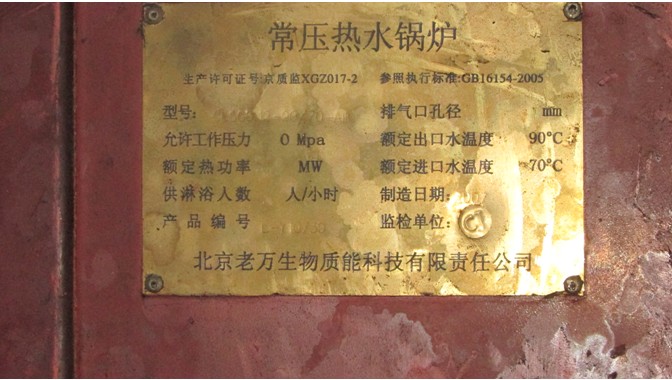 常压热水锅炉
生产许可证号:京质监XGZ017-2 参照执行标准:GB16154-2005
型号: 排气口孔径 mm
允许工作压力 0 Mpa 额定出口水温度 90°C
额定热功率 MW 额定进口水温度 70°C
供淋浴人数 人/小时 制造日期:
产品编号 监检单位:
北京老万生物质能科技有限责任公司